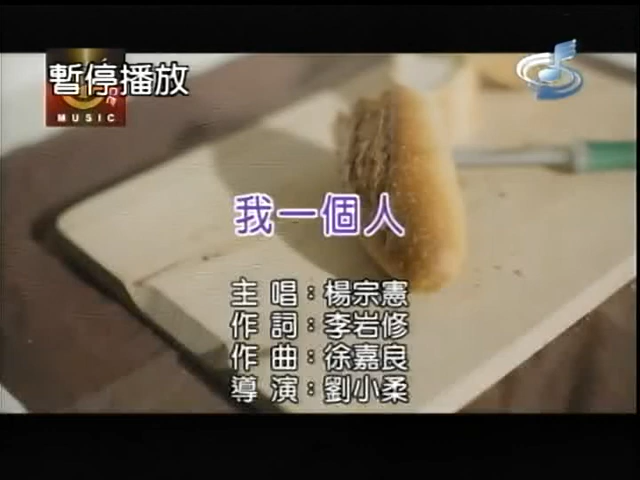 暫停播放
MUSIC
我一個人
主 唱：楊宗憲
作 詞：李岩修
作 曲：徐嘉良
導 演：劉小柔